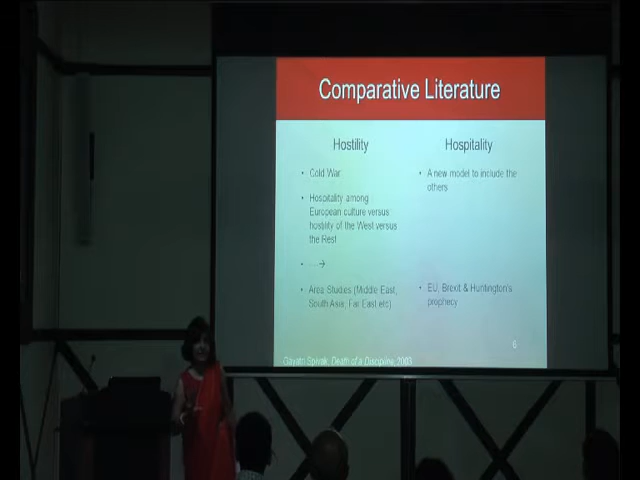 Comparative Literature
Hostility
• Cold War
• Hospitality among
European culture versus
hostility of the West versus
the Rest
• →
• Area Studies (Middle East,
South Asia, Far East etc)
Hospitality
• A new model to include the
others
• EU, Brexit & Huntington's
prophecy
6
Gayatri Spivak, Death of a Discipline, 2003